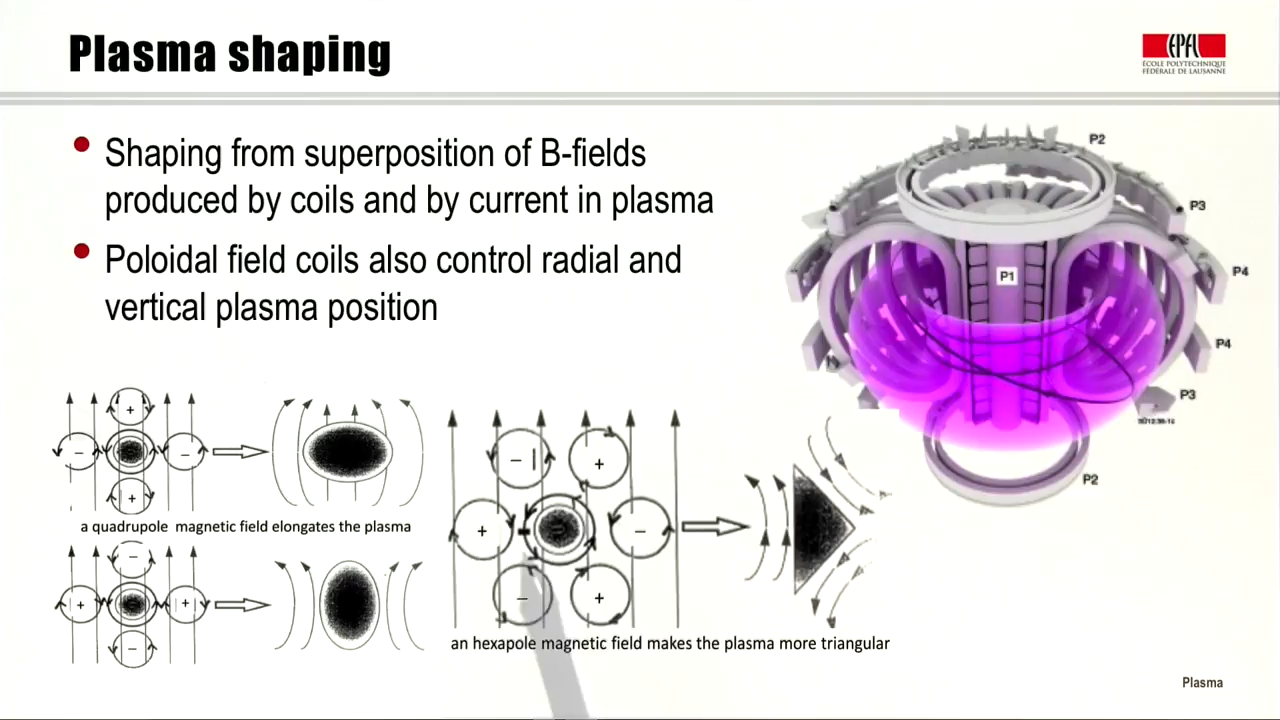 Plasma shaping
EPFL
ÉCOLE POLYTECHNIQUE
FÉDÉRALE DE LAUSANNE
• Shaping from superposition of B-fields
produced by coils and by current in plasma
• Poloidal field coils also control radial and
vertical plasma position
P2
P3
P4
P1
P4
P3
P2
+
–
–
+
a quadrupole magnetic field elongates the plasma
–
+
+
–
–
+
+
–
–
+
an hexapole magnetic field makes the plasma more triangular
Plasma